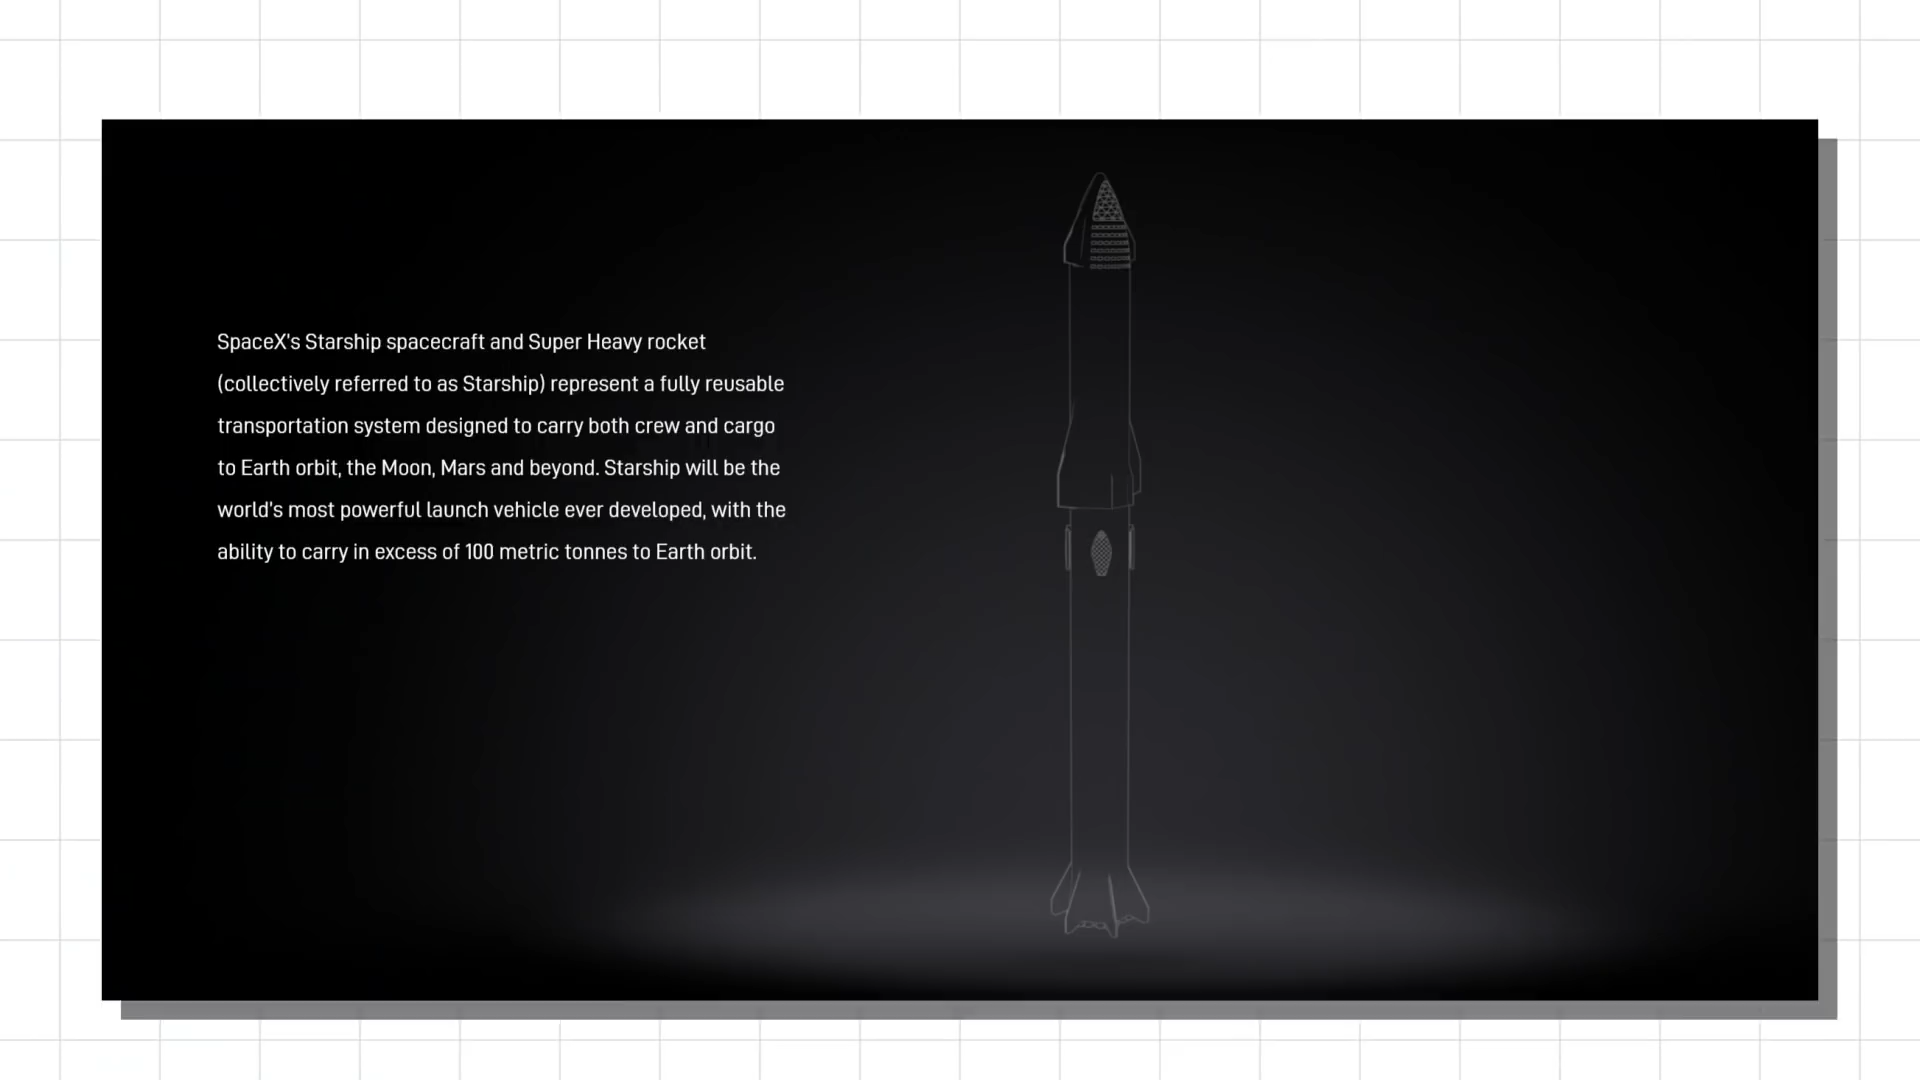 SpaceX's Starship spacecraft and Super Heavy rocket
(collectively referred to as Starship) represent a fully reusable
transportation system designed to carry both crew and cargo
to Earth orbit, the Moon, Mars and beyond. Starship will be the
world's most powerful launch vehicle ever developed, with the
ability to carry in excess of 100 metric tonnes to Earth orbit.